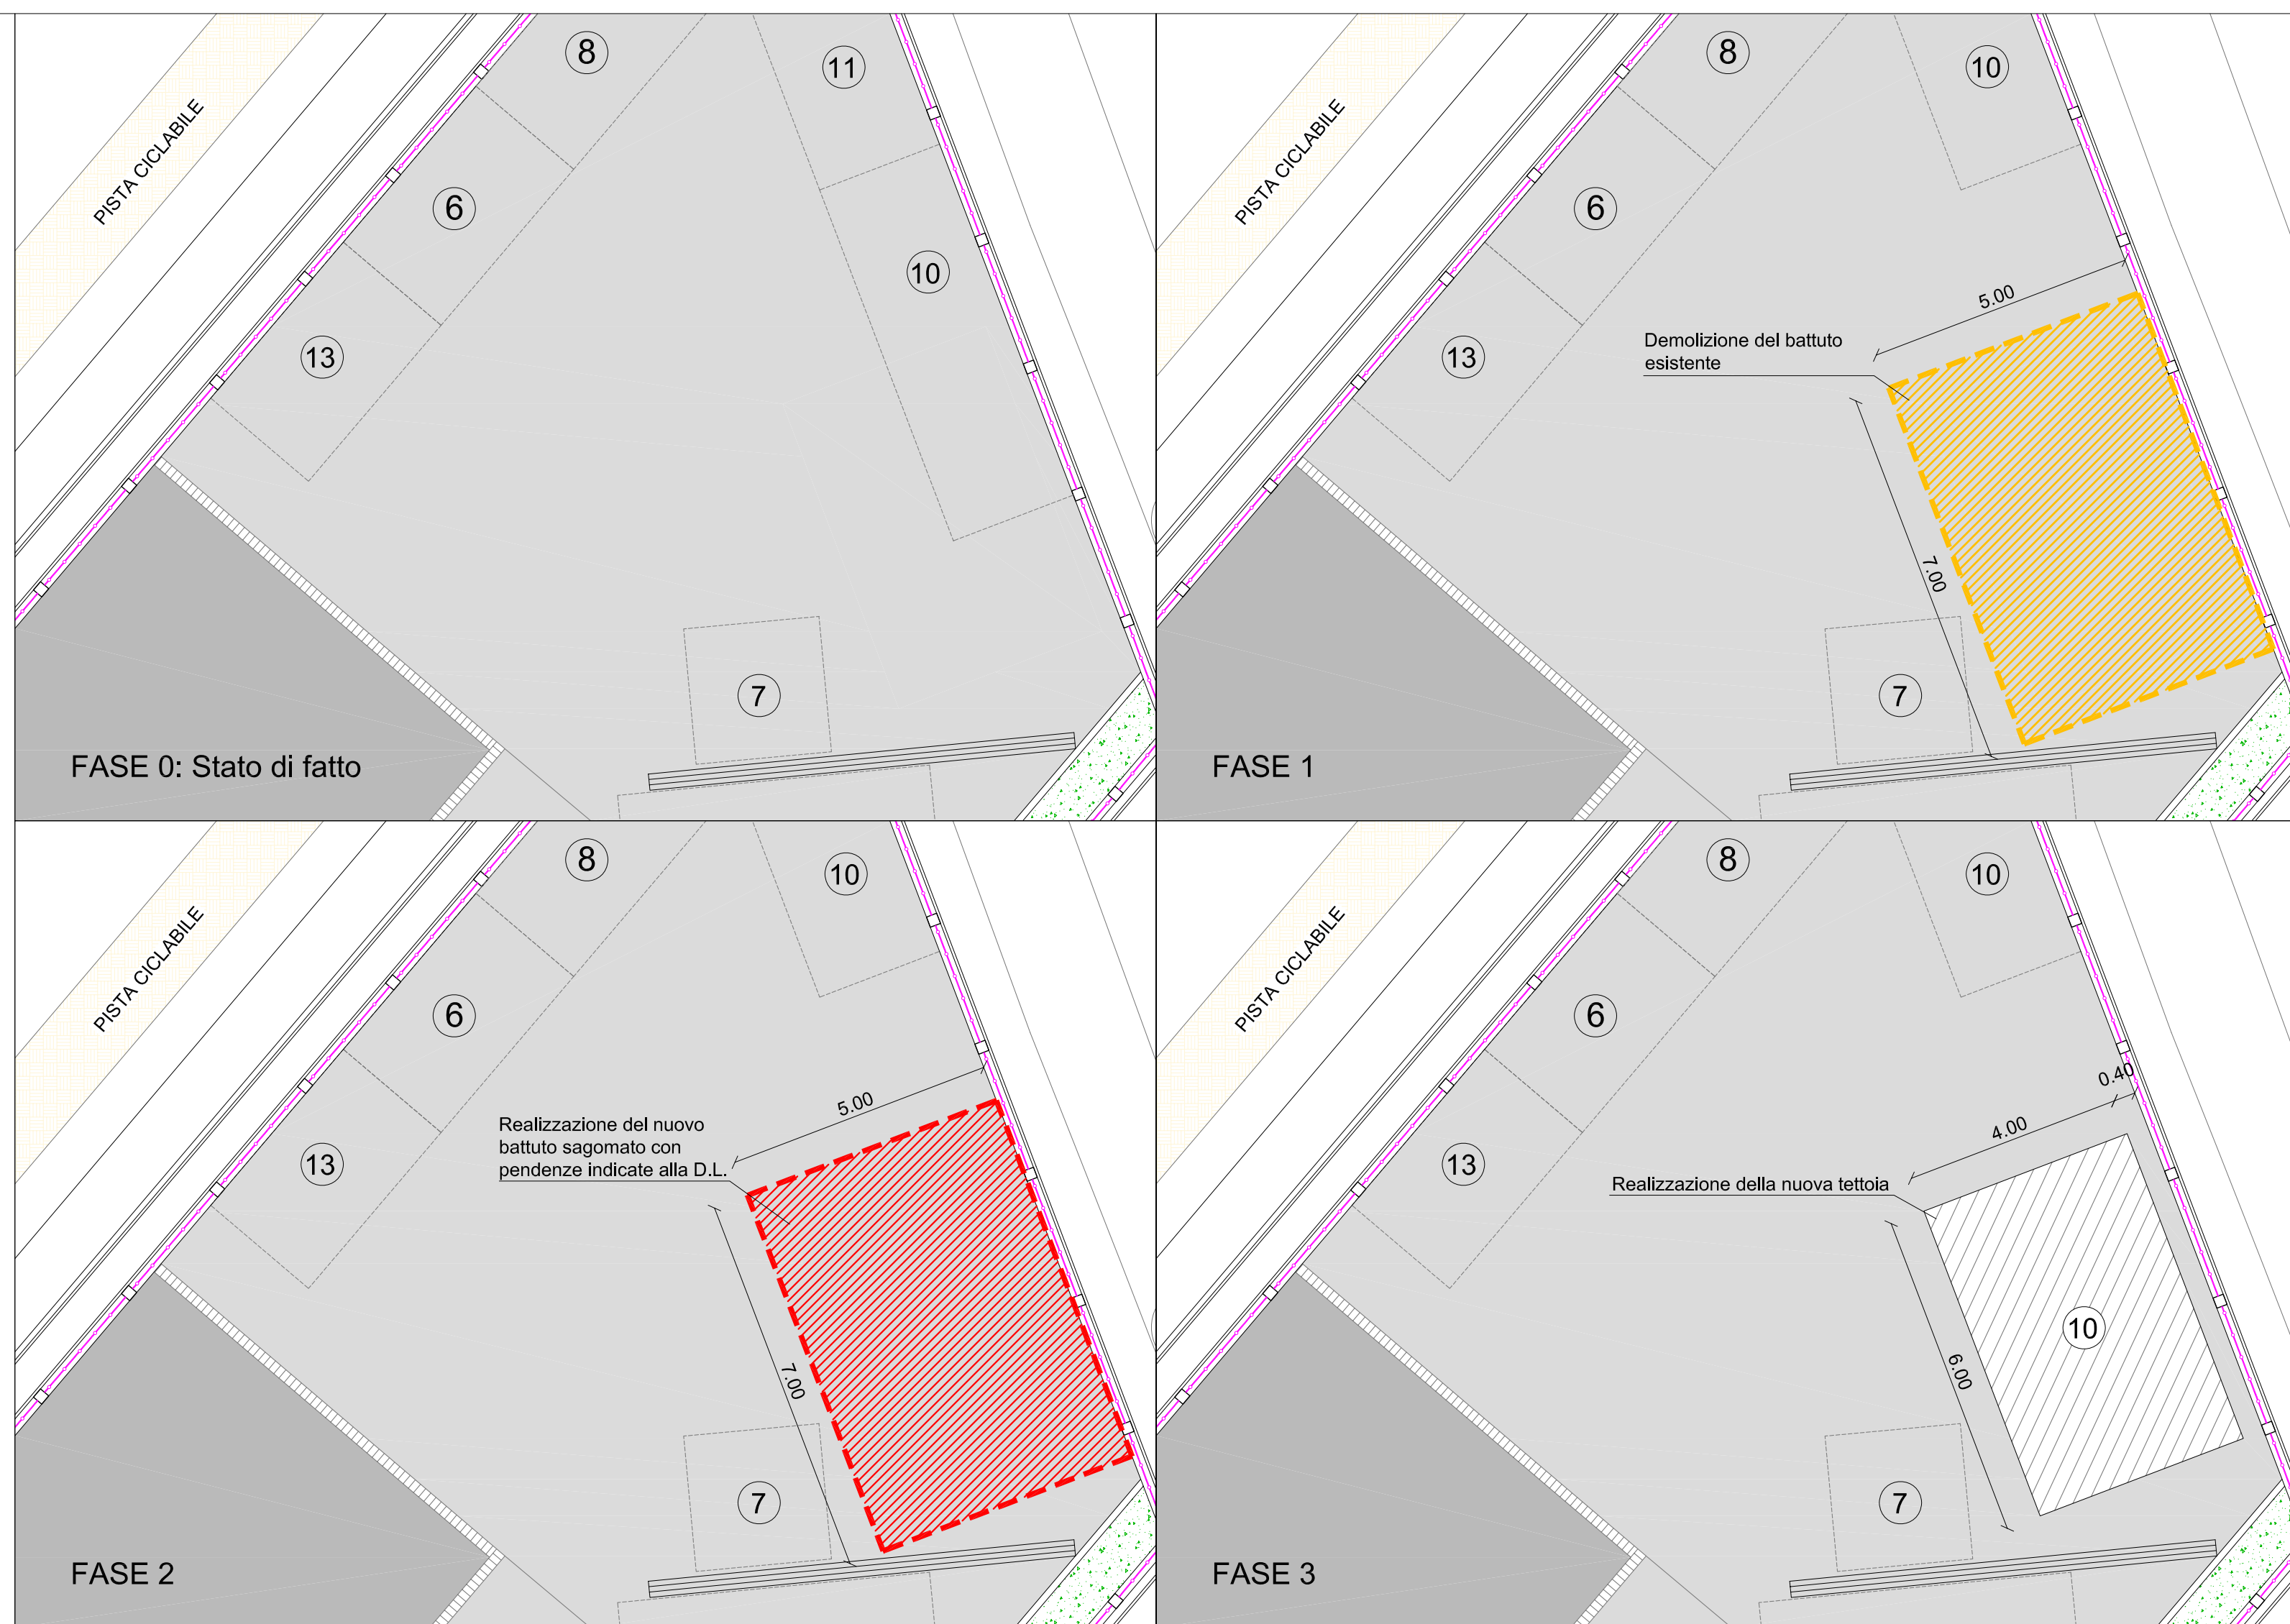 PISTA CICLABILE
8
11
6
10
13
7
FASE 0: Stato di fatto
PISTA CICLABILE
8
10
6
5.00
Demolizione del battuto
esistente
13
7.00
7
FASE 1
PISTA CICLABILE
8
10
6
5.00
Realizzazione del nuovo
battuto sagomato con
pendenze indicate alla D.L.
13
7.00
7
FASE 2
PISTA CICLABILE
8
10
6
0.40
4.00
13
Realizzazione della nuova tettoia
10
6.00
7
FASE 3